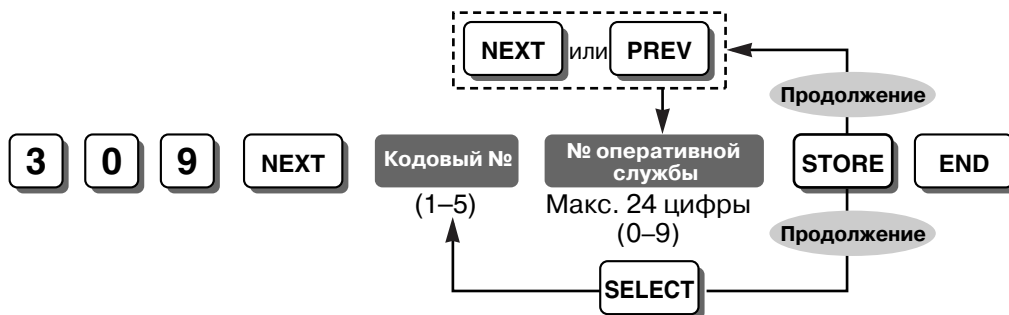 NEXT или PREV
Продолжение
3 0 9 NEXT Кодовый № № оперативной службы STORE END
(1–5) Макс. 24 цифры
(0–9)
Продолжение
SELECT